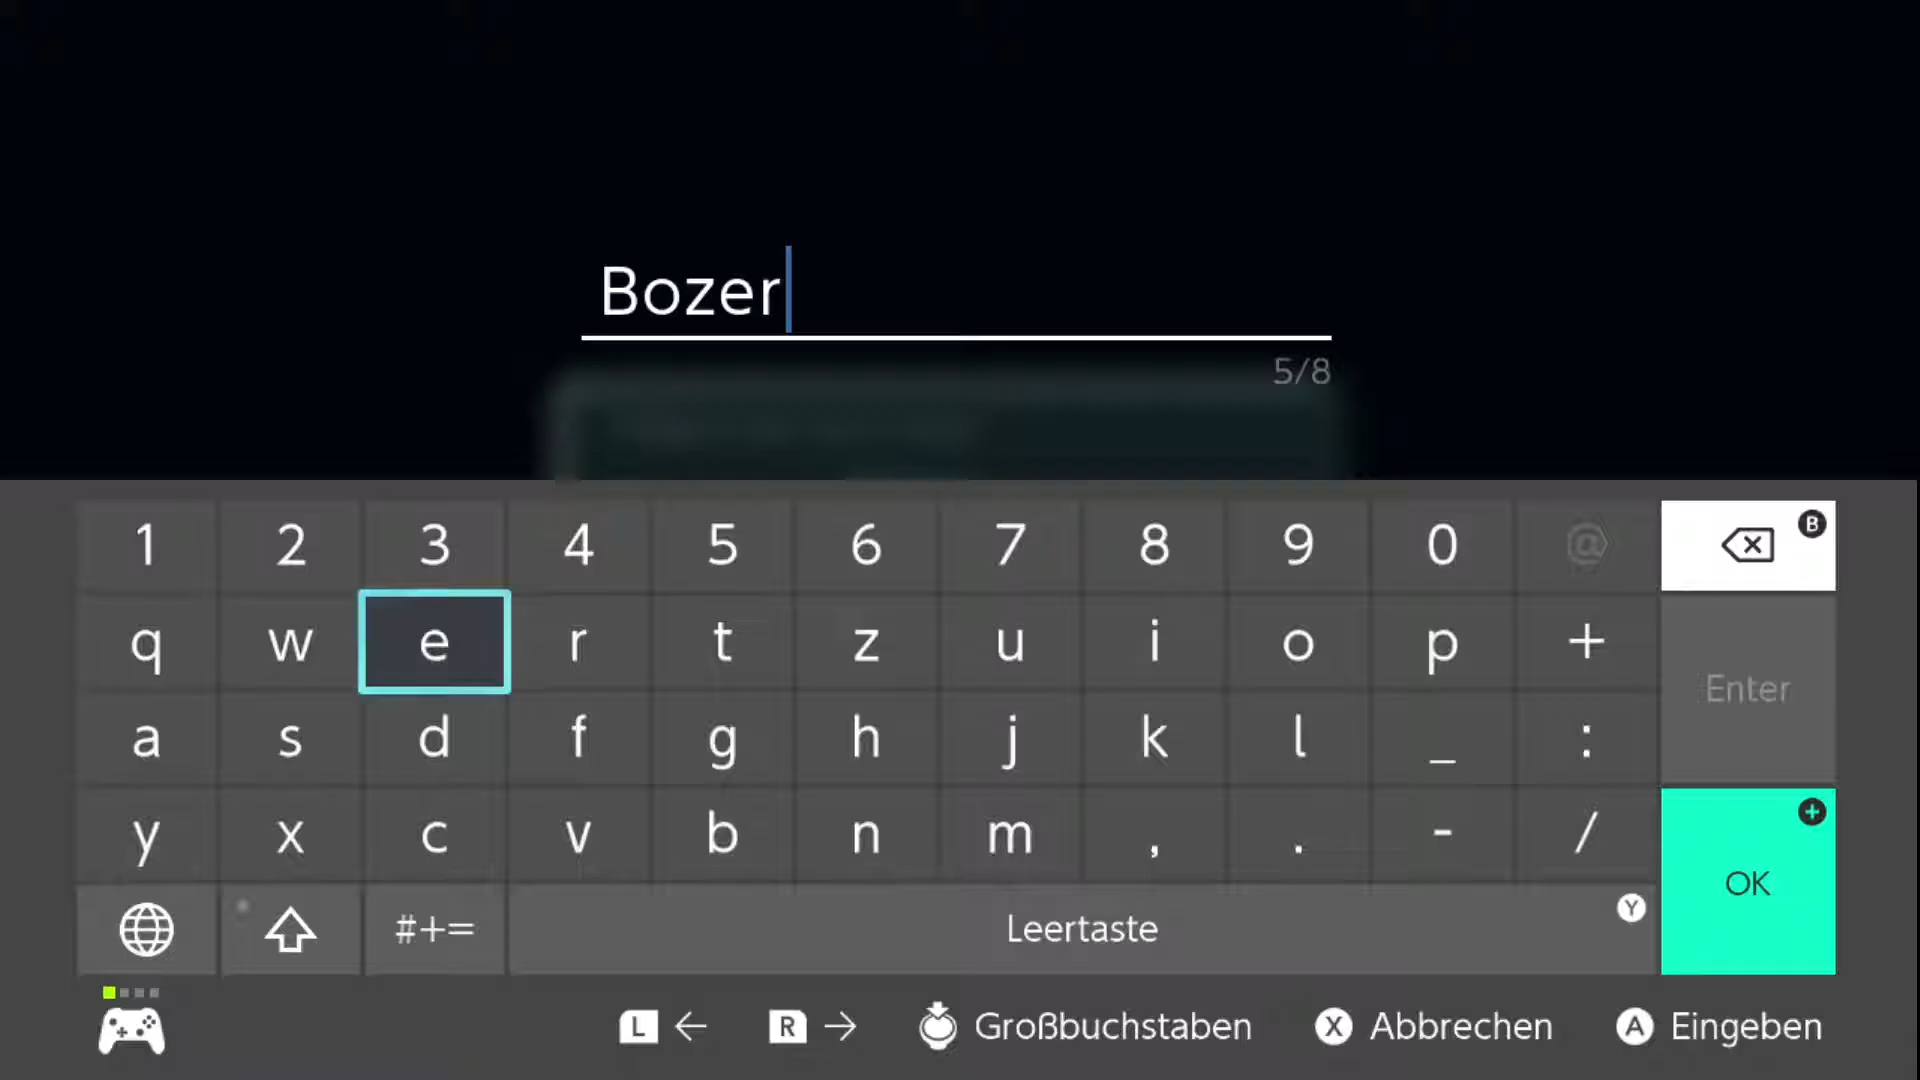 Bozer
5/8
1 2 3 4 5 6 7 8 9 0 @ B
q w e r t z u i o p +
Enter
a s d f g h j k l _ :
y x c v b n m , . - / +
OK
#+= Leertaste Y
L ← R → Großbuchstaben X Abbrechen A Eingeben